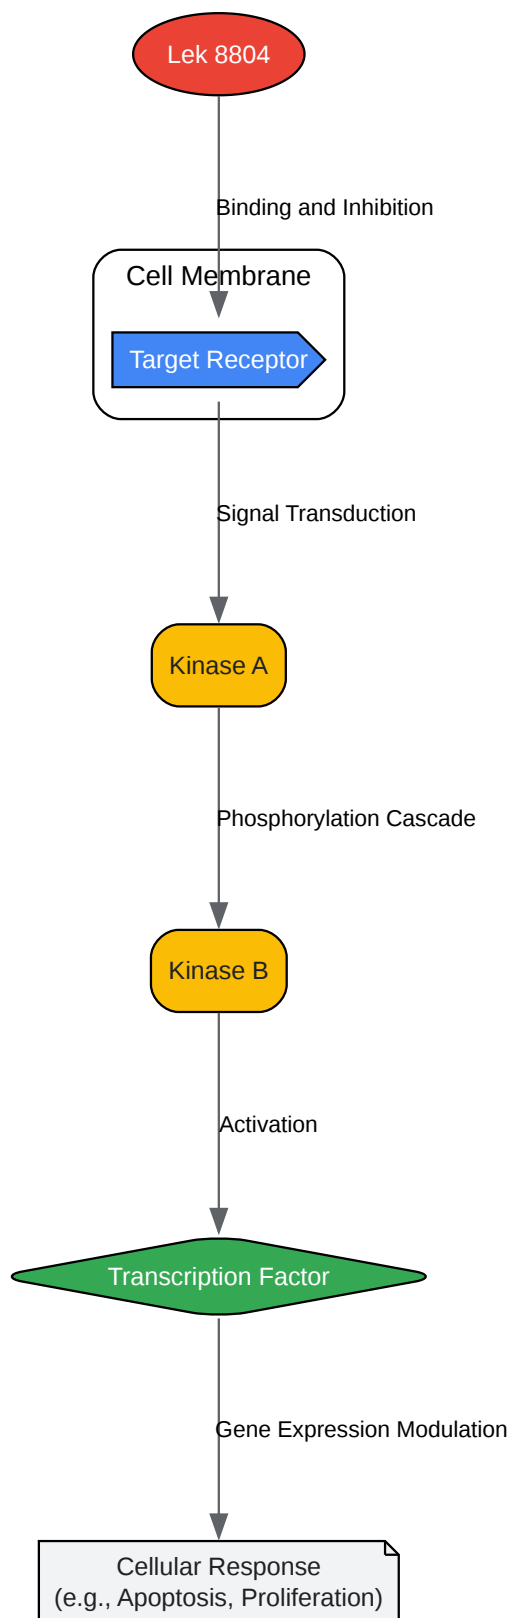 Lek 8804
Binding and Inhibition
Cell Membrane
Target Receptor
Signal Transduction
Kinase A
Phosphorylation Cascade
Kinase B
Activation
Transcription Factor
Gene Expression Modulation
Cellular Response
(e.g., Apoptosis, Proliferation)